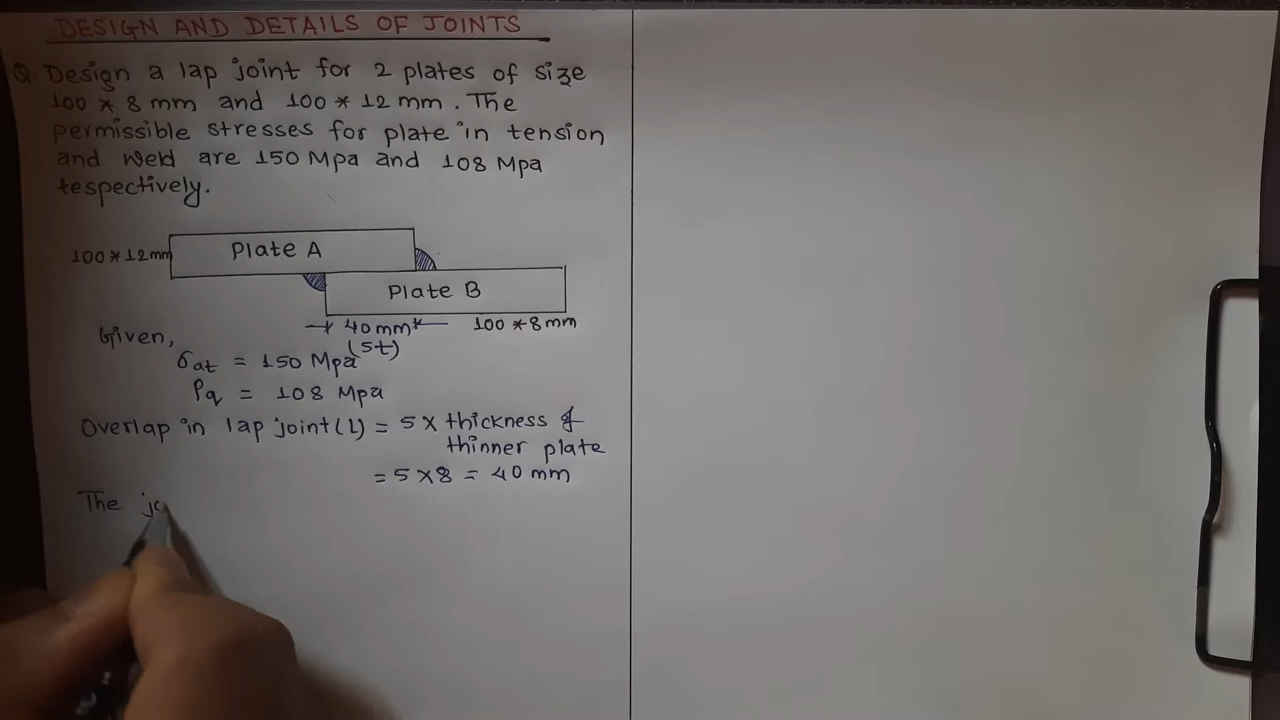 DESIGN AND DETAILS OF JOINTS
Q. Design a lap joint for 2 plates of size
100 * 8 mm and 100 * 12 mm. The
permissible stresses for plate in tension
and weld are 150 Mpa and 108 Mpa
tespectively.
100 * 12 mm
Plate A
Plate B
40 mm
100 * 8 mm
(5t)
Given,
σat = 150 Mpa
Pq = 108 Mpa
Overlap in lap joint (L) = 5 X thickness of
thinner plate
= 5 X 8 = 40 mm
The jo